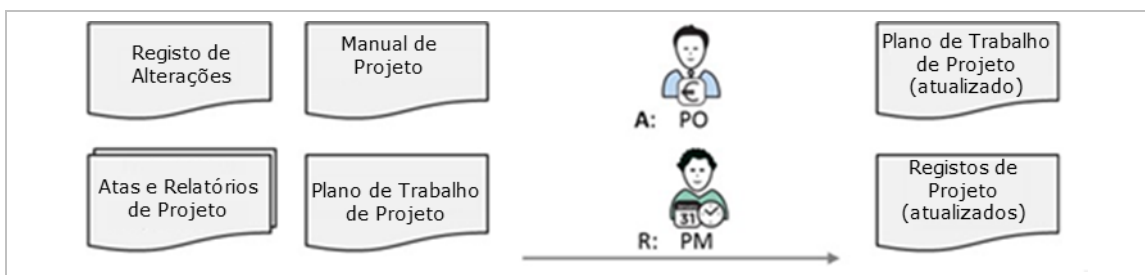 Registo de
Alterações
Manual de
Projeto
€
A: PO
Plano de Trabalho
de Projeto
(atualizado)
Atas e Relatórios
de Projeto
Plano de Trabalho
de Projeto
31
R: PM
Registos de
Projeto
(atualizados)